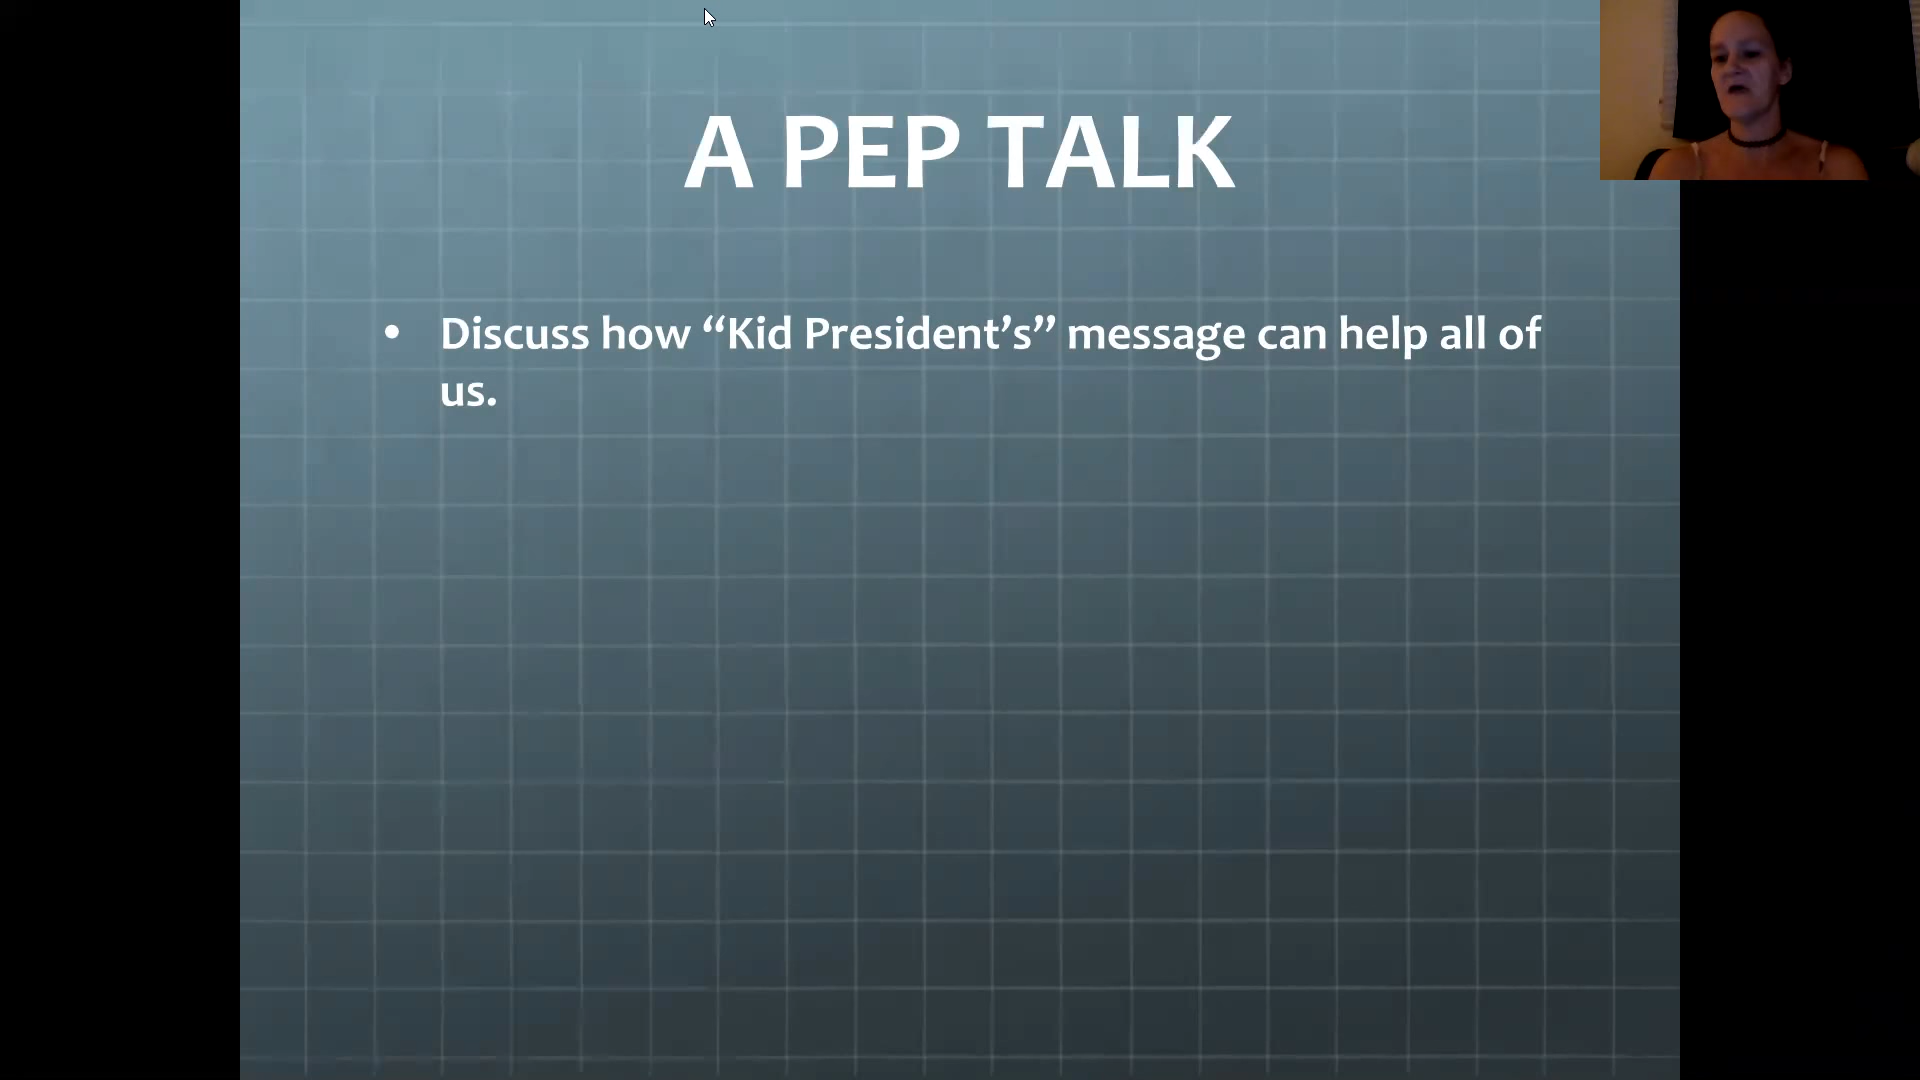 A PEP TALK
• Discuss how “Kid President’s” message can help all of
us.